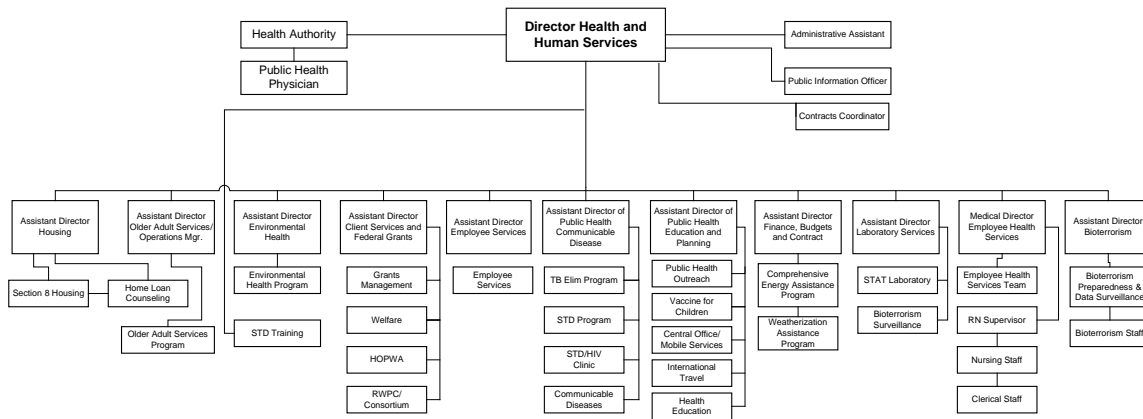 Director Health and
Human Services
Health Authority
Public Health
Physician
Administrative Assistant
Public Information Officer
Contracts Coordinator
Assistant Director
Housing
Assistant Director
Older Adult Services/
Operations Mgr.
Assistant Director
Environmental
Health
Assistant Director
Client Services and
Federal Grants
Assistant Director
Employee Services
Assistant Director of
Public Health
Communicable
Disease
Assistant Director of
Public Health
Education and
Planning
Assistant Director
Finance, Budgets
and Contract
Assistant Director
Laboratory Services
Medical Director
Employee Health
Services
Assistant Director
Bioterrorism
Section 8 Housing
Home Loan
Counseling
Older Adult Services
Program
Environmental
Health Program
STD Training
Grants
Management
Welfare
HOPWA
RWPC/
Consortium
Employee
Services
TB Elim Program
STD Program
STD/HIV
Clinic
Communicable
Diseases
Public Health
Outreach
Vaccine for
Children
Central Office/
Mobile Services
International
Travel
Health
Education
Comprehensive
Energy Assistance
Program
Weatherization
Assistance
Program
STAT Laboratory
Bioterrorism
Surveillance
Employee Health
Services Team
RN Supervisor
Nursing Staff
Clerical Staff
Bioterrorism
Preparedness &
Data Surveillance
Bioterrorism Staff